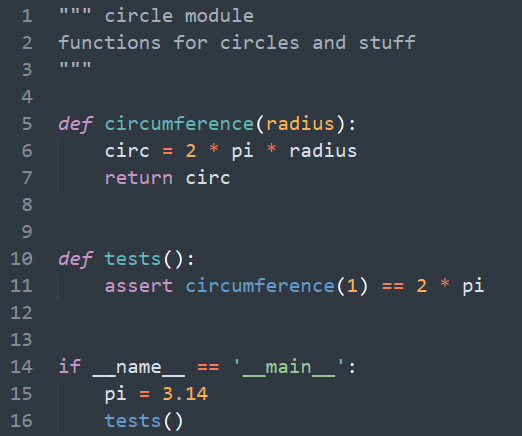 1 """ circle module
2 functions for circles and stuff
3 """
4
5 def circumference(radius):
6     circ = 2 * pi * radius
7     return circ
8
9
10 def tests():
11     assert circumference(1) == 2 * pi
12
13
14 if __name__ == '__main__':
15     pi = 3.14
16     tests()